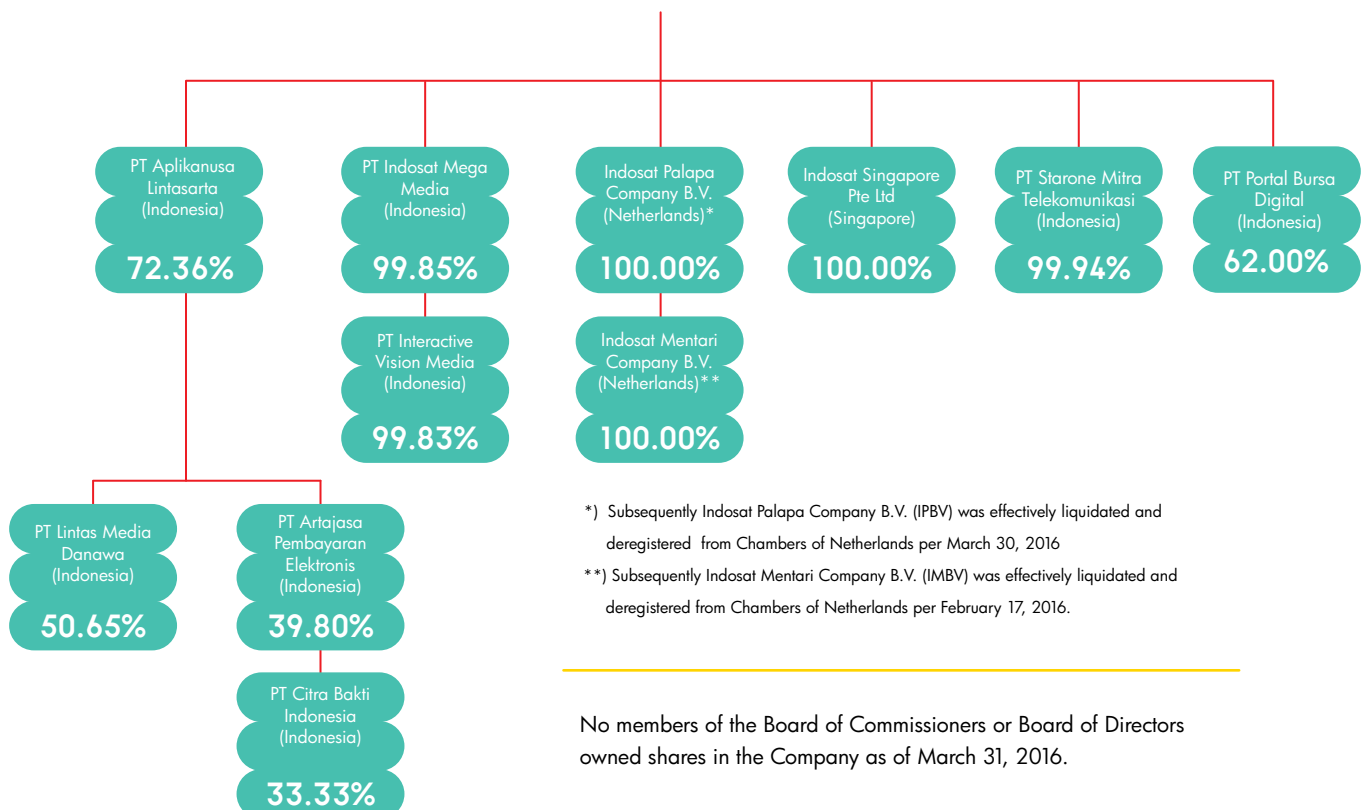 PT Aplikanusa
Lintasarta
(Indonesia)
72.36%
PT Indosat Mega
Media
(Indonesia)
99.85%
Indosat Palapa
Company B.V.
(Netherlands)*
100.00%
Indosat Singapore
Pte Ltd
(Singapore)
100.00%
PT Starone Mitra
Telekomunikasi
(Indonesia)
99.94%
PT Portal Bursa
Digital
(Indonesia)
62.00%
PT Interactive
Vision Media
(Indonesia)
99.83%
Indosat Mentari
Company B.V.
(Netherlands)**
100.00%
PT Lintas Media
Danawa
(Indonesia)
50.65%
PT Artajasa
Pembayaran
Elektronis
(Indonesia)
39.80%
PT Citra Bakti
Indonesia
(Indonesia)
33.33%
*) Subsequently Indosat Palapa Company B.V. (IPBV) was effectively liquidated and
deregistered from Chambers of Netherlands per March 30, 2016
**) Subsequently Indosat Mentari Company B.V. (IMBV) was effectively liquidated and
deregistered from Chambers of Netherlands per February 17, 2016.
No members of the Board of Commissioners or Board of Directors
owned shares in the Company as of March 31, 2016.